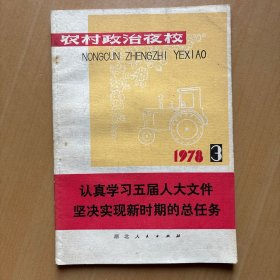 农村政治夜校
NONGCUN ZHENGZHI YEXIAO
1978 3
认真学习五届人大文件
坚决实现新时期的总任务
湖北人民出版社